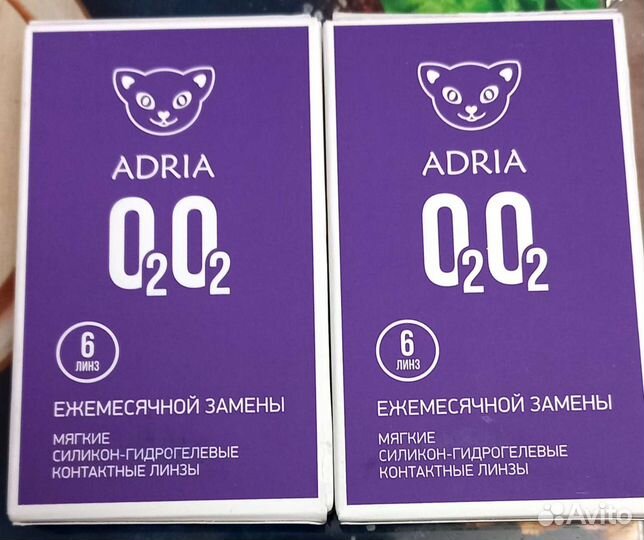 ADRIA
O2O2
6
ЛИНЗ
ЕЖЕМЕСЯЧНОЙ ЗАМЕНЫ
МЯГКИЕ
СИЛИКОН-ГИДРОГЕЛЕВЫЕ
КОНТАКТНЫЕ ЛИНЗЫ
ADRIA
O2O2
6
ЛИНЗ
ЕЖЕМЕСЯЧНОЙ ЗАМЕНЫ
МЯГКИЕ
СИЛИКОН-ГИДРОГЕЛЕВЫЕ
КОНТАКТНЫЕ ЛИНЗЫ
Avito